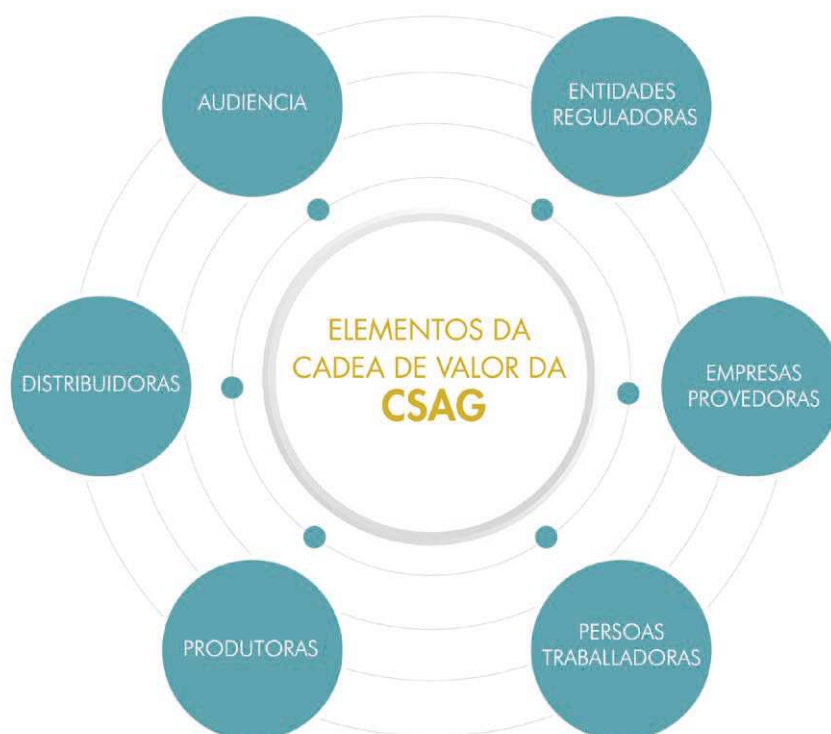 AUDIENCIA
ENTIDADES
REGULADORAS
ELEMENTOS DA
CADEA DE VALOR DA
CSAG
DISTRIBUIDORAS
EMPRESAS
PROVEDORAS
PRODUTORAS
PERSOAS
TRABALLADORAS